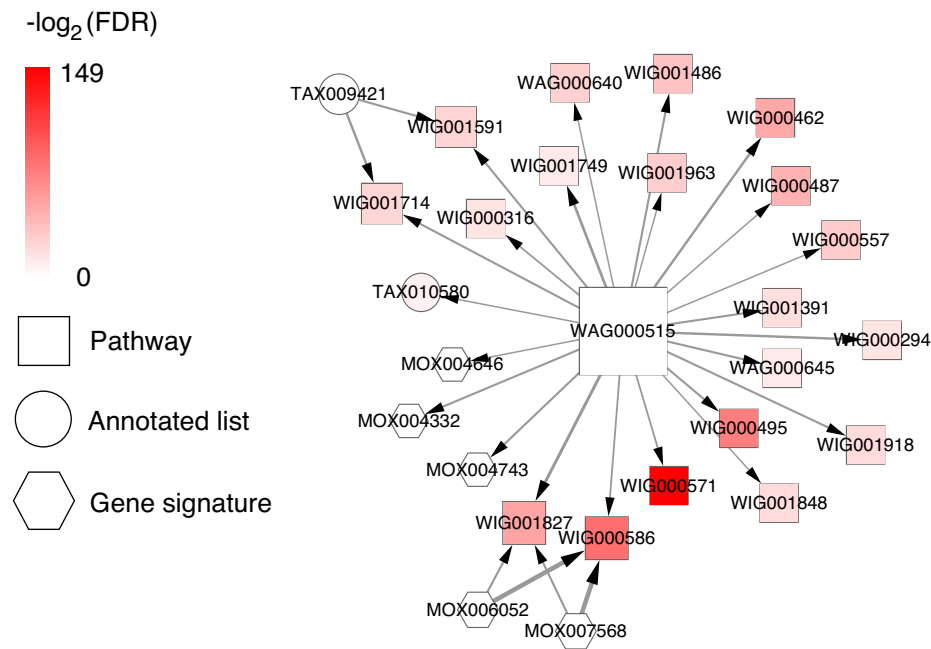 -log2(FDR)
149
0
Pathway
Annotated list
Gene signature
TAX009421
WIG001591
WAG000640
WIG001486
WIG000462
WIG001749
WIG001963
WIG000487
WIG001714
WIG000316
WIG000557
TAX010580
WIG001391
WAG000515
WIG000294
MOX004646
WAG000645
MOX004332
WIG000495
WIG001918
MOX004743
WIG000571
WIG001848
WIG001827
WIG000586
MOX006052
MOX007568